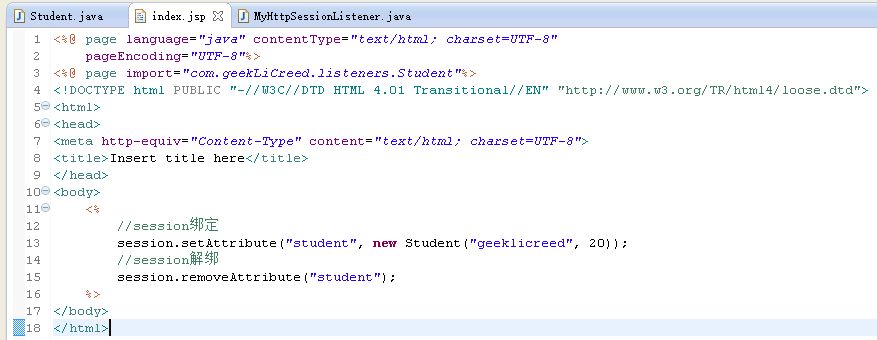 Student.java index.jsp MyHttpSessionListener.java
1 <%@ page language="java" contentType="text/html; charset=UTF-8"
2     pageEncoding="UTF-8"%>
3 <%@ page import="com.geekLiCreed.listeners.Student"%>
4 <!DOCTYPE html PUBLIC "-//W3C//DTD HTML 4.01 Transitional//EN" "http://www.w3.org/TR/html4/loose.dtd">
5 <html>
6 <head>
7 <meta http-equiv="Content-Type" content="text/html; charset=UTF-8">
8 <title>Insert title here</title>
9 </head>
10 <body>
11     <%
12         //session绑定
13         session.setAttribute("student", new Student("geeklicreed", 20));
14         //session解绑
15         session.removeAttribute("student");
16     %>
17 </body>
18 </html>